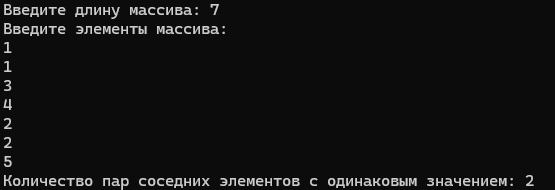 Введите длину массива: 7
Введите элементы массива:
1
1
3
4
2
2
5
Количество пар соседних элементов с одинаковым значением: 2